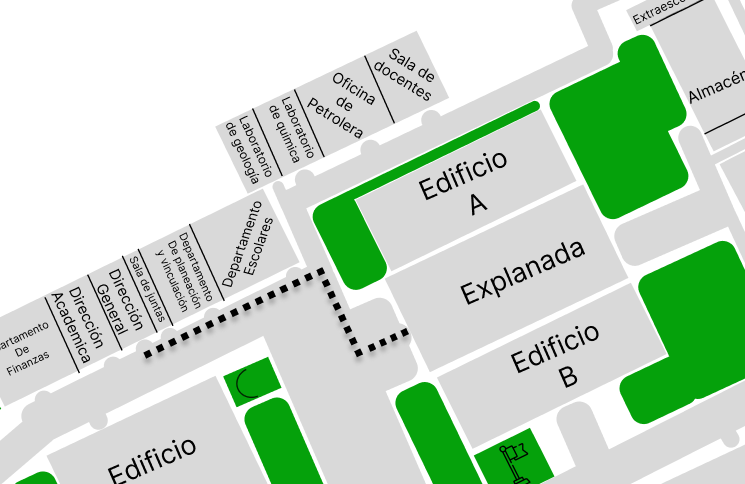 Extraesco
Almacén
Sala de
docentes
Oficina
de
Petrolera
Laboratorio
de química
Laboratorio
de geología
Edificio
A
Explanada
Edificio
B
Departamento
Escolares
Departamento
De planeación
y vinculación
Sala de juntas
Dirección
General
Dirección
Academica
artamento
De
Finanzas
Edificio